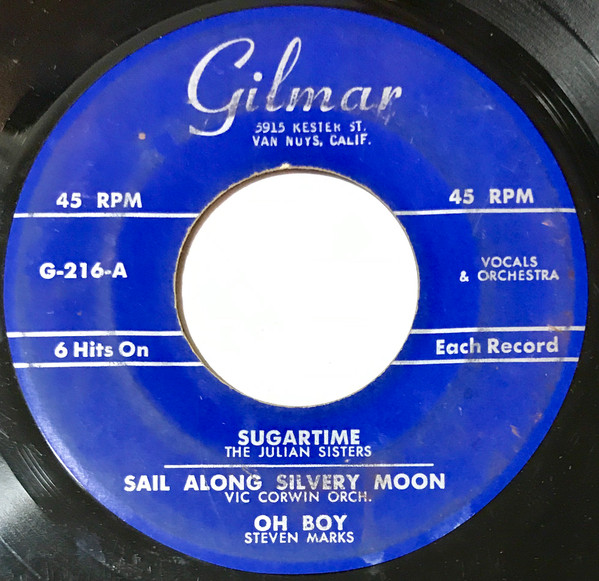 Gilmar
5915 KESTER ST.
VAN NUYS, CALIF.
45 RPM
45 RPM
G-216-A
VOCALS
& ORCHESTRA
6 Hits On
Each Record
SUGARTIME
THE JULIAN SISTERS
SAIL ALONG SILVERY MOON
VIC CORWIN ORCH.
OH BOY
STEVEN MARKS